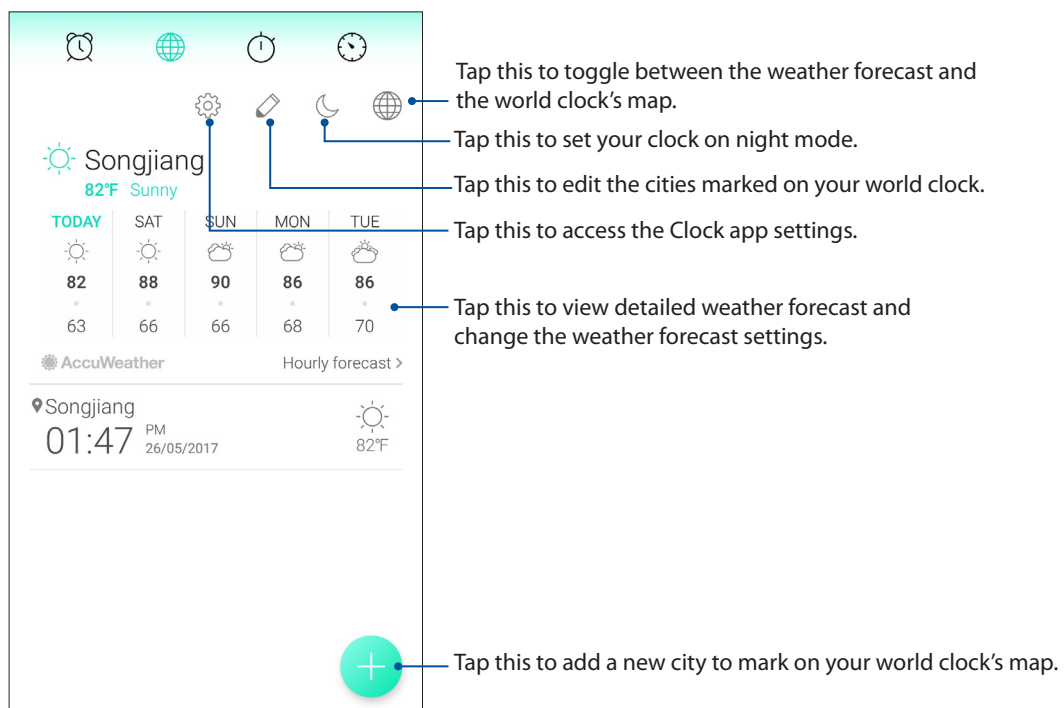 Tap this to toggle between the weather forecast and
the world clock's map.
Tap this to set your clock on night mode.
Tap this to edit the cities marked on your world clock.
Tap this to access the Clock app settings.
Tap this to view detailed weather forecast and
change the weather forecast settings.
Tap this to add a new city to mark on your world clock's map.
Songjiang
82°F Sunny
TODAY SAT SUN MON TUE
82 88 90 86 86
63 66 66 68 70
AccuWeather Hourly forecast >
Songjiang
01:47 PM
26/05/2017
82°F